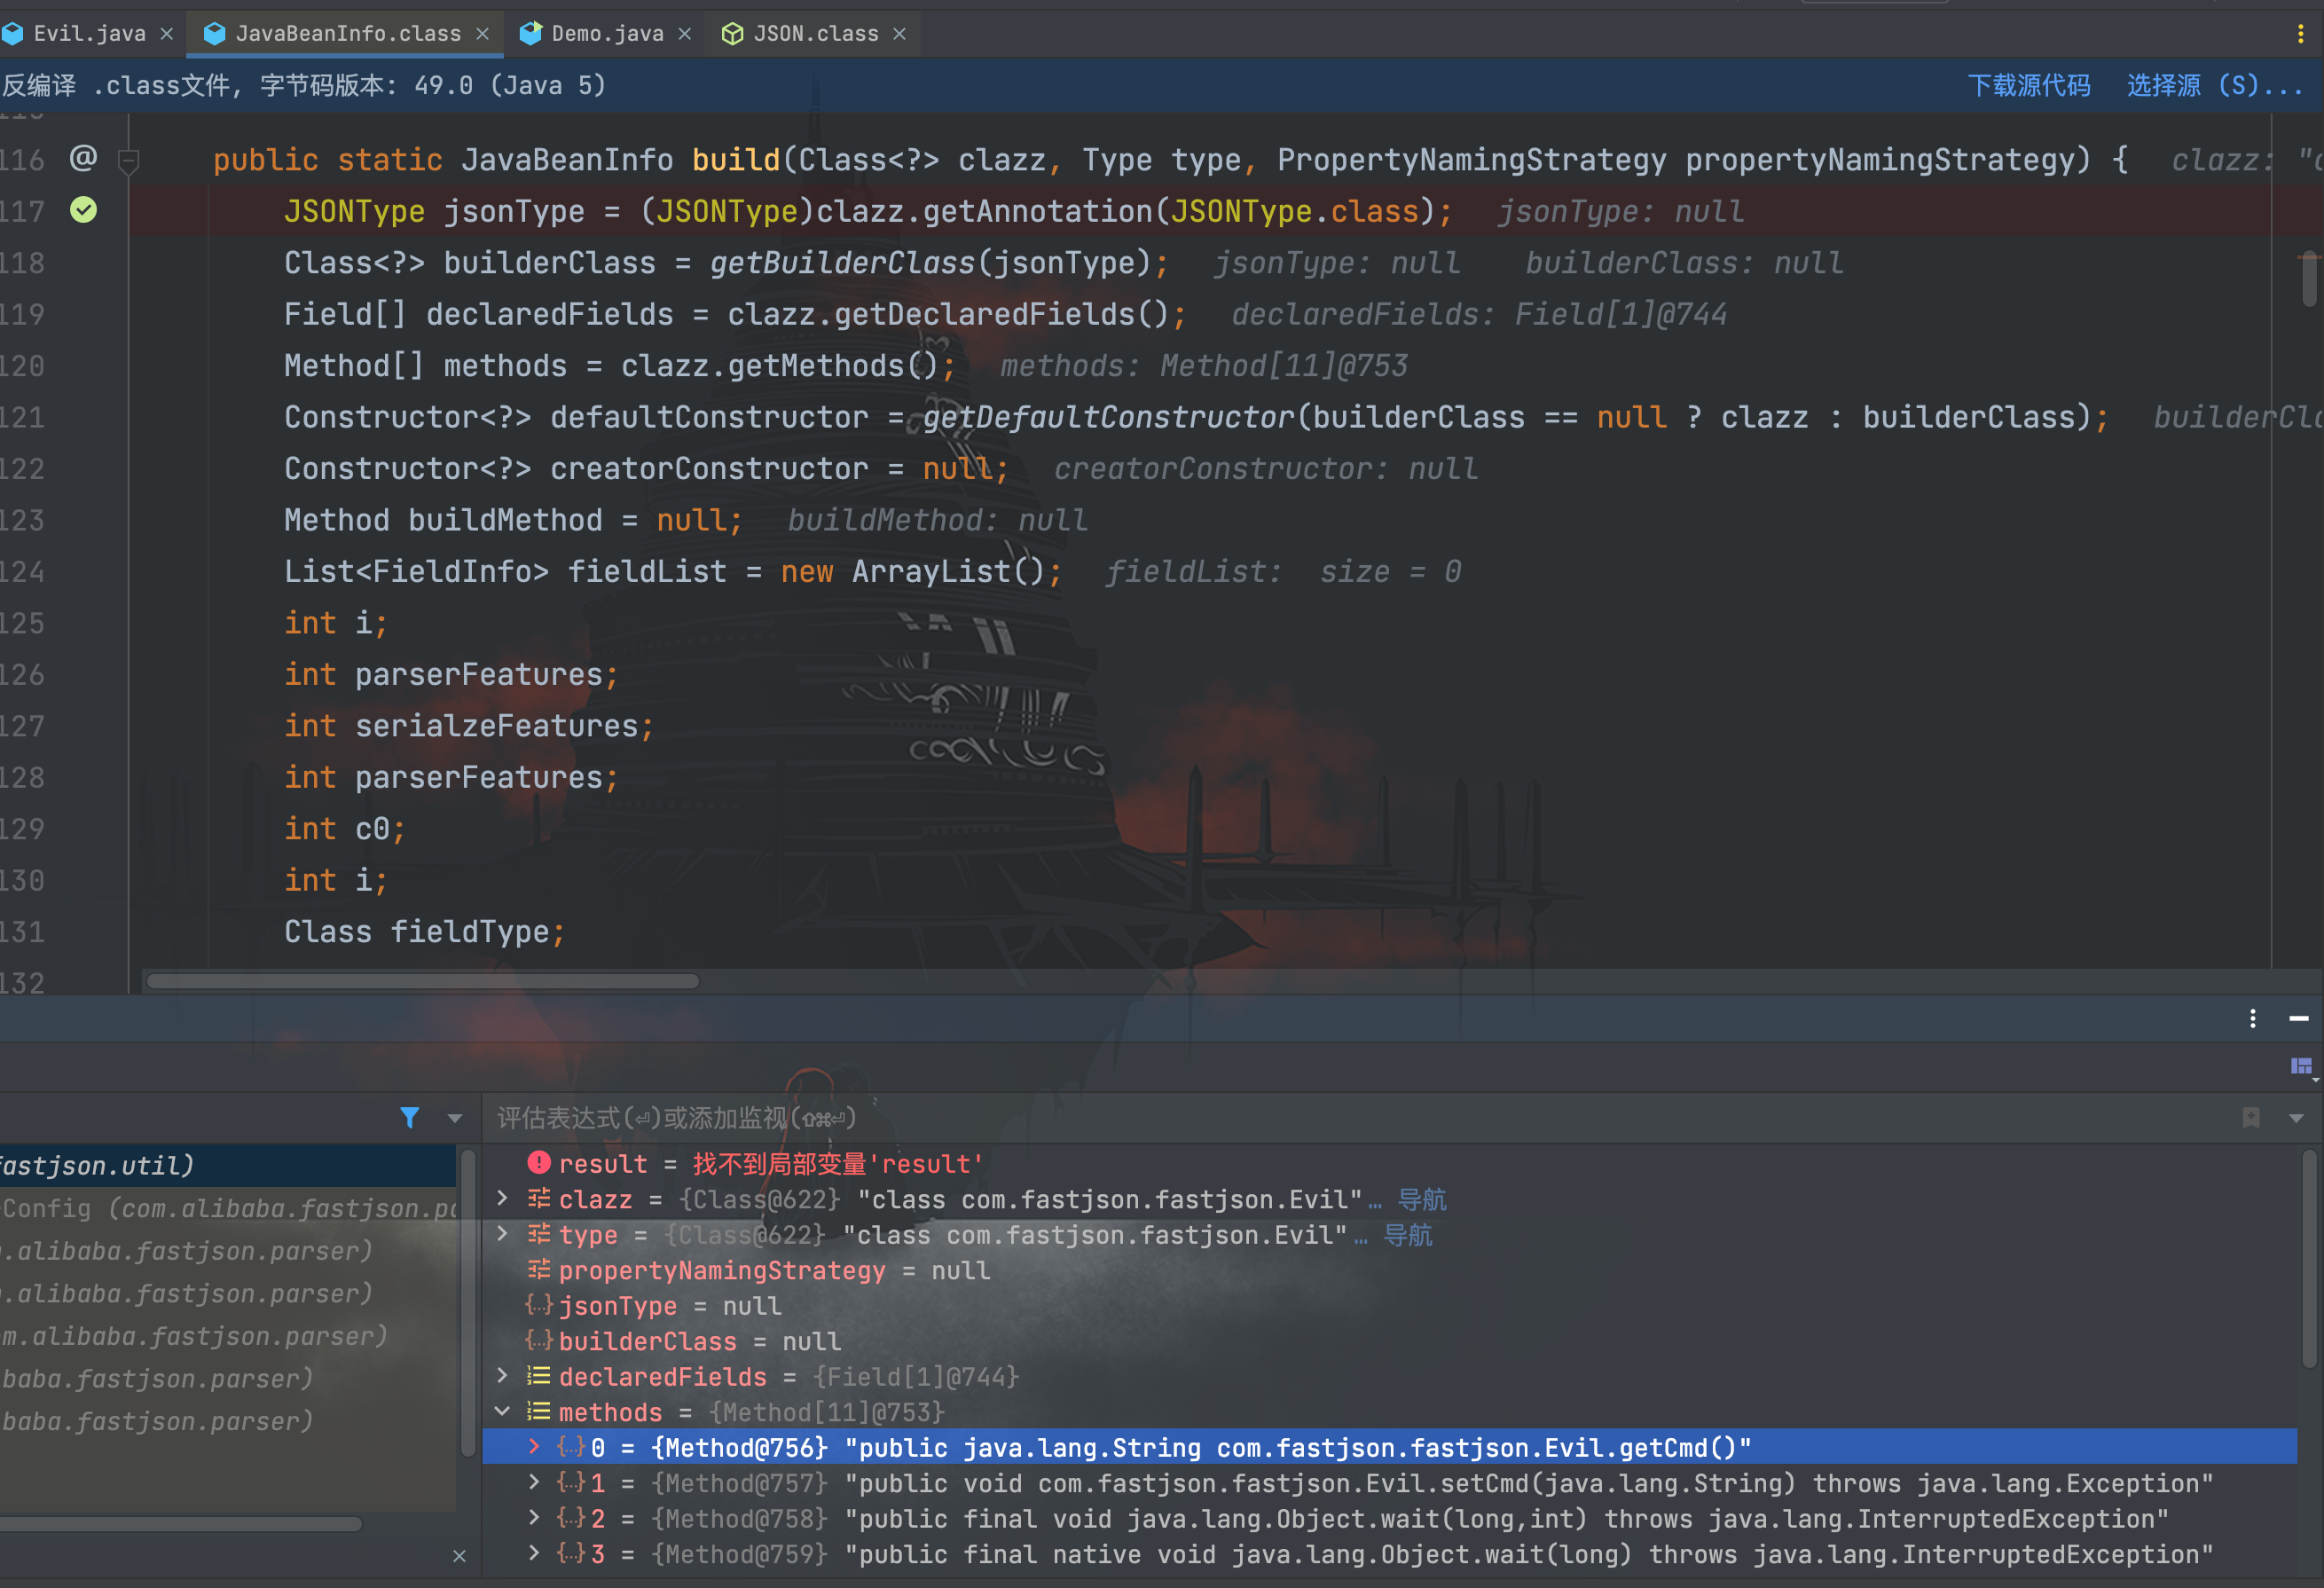 Evil.java JavaBeanInfo.class Demo.java JSON.class
反编译 .class文件, 字节码版本: 49.0 (Java 5) 下载源代码 选择源 (S)...
116 @ public static JavaBeanInfo build(Class<?> clazz, Type type, PropertyNamingStrategy propertyNamingStrategy) { clazz: "c
117 JSONType jsonType = (JSONType)clazz.getAnnotation(JSONType.class); jsonType: null
118 Class<?> builderClass = getBuilderClass(jsonType); jsonType: null builderClass: null
119 Field[] declaredFields = clazz.getDeclaredFields(); declaredFields: Field[1]@744
120 Method[] methods = clazz.getMethods(); methods: Method[11]@753
121 Constructor<?> defaultConstructor = getDefaultConstructor(builderClass == null ? clazz : builderClass); builderCla
122 Constructor<?> creatorConstructor = null; creatorConstructor: null
123 Method buildMethod = null; buildMethod: null
124 List<FieldInfo> fieldList = new ArrayList(); fieldList: size = 0
125 int i;
126 int parserFeatures;
127 int serialzeFeatures;
128 int parserFeatures;
129 int c0;
130 int i;
131 Class fieldType;
132
评估表达式(⏎)或添加监视(⇧⌘⏎)
fastjson.util)
Config (com.alibaba.fastjson.pa
.alibaba.fastjson.parser)
.alibaba.fastjson.parser)
m.alibaba.fastjson.parser)
baba.fastjson.parser)
baba.fastjson.parser)
result = 找不到局部变量'result'
clazz = {Class@622} "class com.fastjson.fastjson.Evil"… 导航
type = {Class@622} "class com.fastjson.fastjson.Evil"… 导航
propertyNamingStrategy = null
jsonType = null
builderClass = null
declaredFields = {Field[1]@744}
methods = {Method[11]@753}
0 = {Method@756} "public java.lang.String com.fastjson.fastjson.Evil.getCmd()"
1 = {Method@757} "public void com.fastjson.fastjson.Evil.setCmd(java.lang.String) throws java.lang.Exception"
2 = {Method@758} "public final void java.lang.Object.wait(long,int) throws java.lang.InterruptedException"
3 = {Method@759} "public final native void java.lang.Object.wait(long) throws java.lang.InterruptedException"